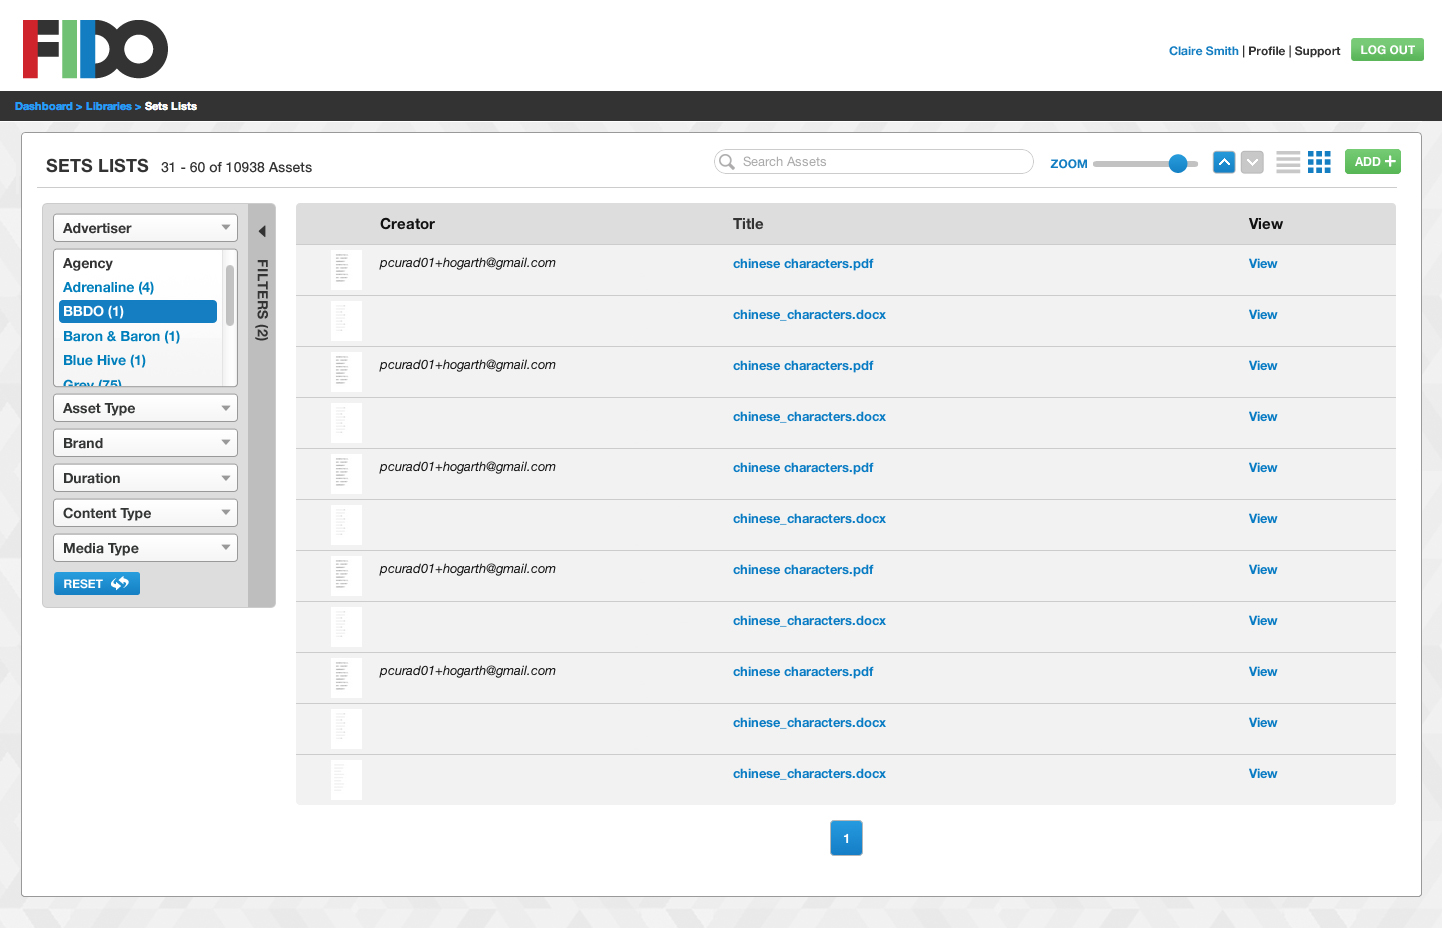 FIDO
Claire Smith | Profile | Support LOG OUT
Dashboard > Libraries > Sets Lists
SETS LISTS 31 - 60 of 10938 Assets Search Assets ZOOM ADD +
Advertiser
Agency
Adrenaline (4)
BBDO (1)
Baron & Baron (1)
Blue Hive (1)
Grey (75)
Asset Type
Brand
Duration
Content Type
Media Type
RESET
FILTERS (2)
Creator Title View
pcurad01+hogarth@gmail.com chinese characters.pdf View
chinese_characters.docx View
pcurad01+hogarth@gmail.com chinese characters.pdf View
chinese_characters.docx View
pcurad01+hogarth@gmail.com chinese characters.pdf View
chinese_characters.docx View
pcurad01+hogarth@gmail.com chinese characters.pdf View
chinese_characters.docx View
pcurad01+hogarth@gmail.com chinese characters.pdf View
chinese_characters.docx View
chinese_characters.docx View
1